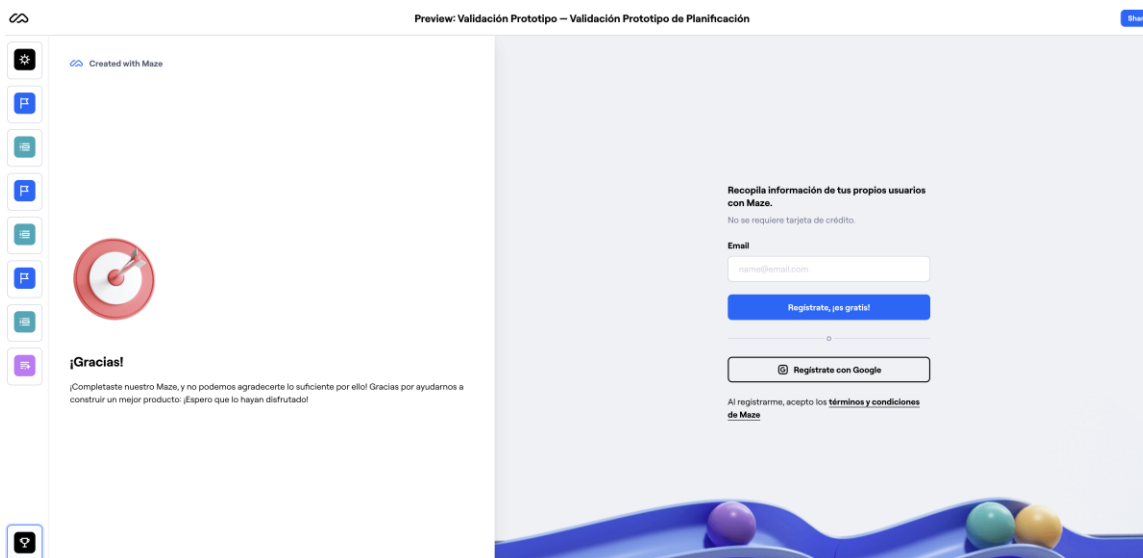 Preview: Validación Prototipo — Validación Prototipo de Planificación
Created with Maze
¡Gracias!
¡Completaste nuestro Maze, y no podemos agradecerte lo suficiente por ello! Gracias por ayudarnos a
construir un mejor producto: ¡Espero que lo hayan disfrutado!
Recopila información de tus propios usuarios
con Maze.
No se requiere tarjeta de crédito.
Email
name@email.com
Regístrate, ¡es gratis!
o
Regístrate con Google
Al registrarme, acepto los términos y condiciones
de Maze